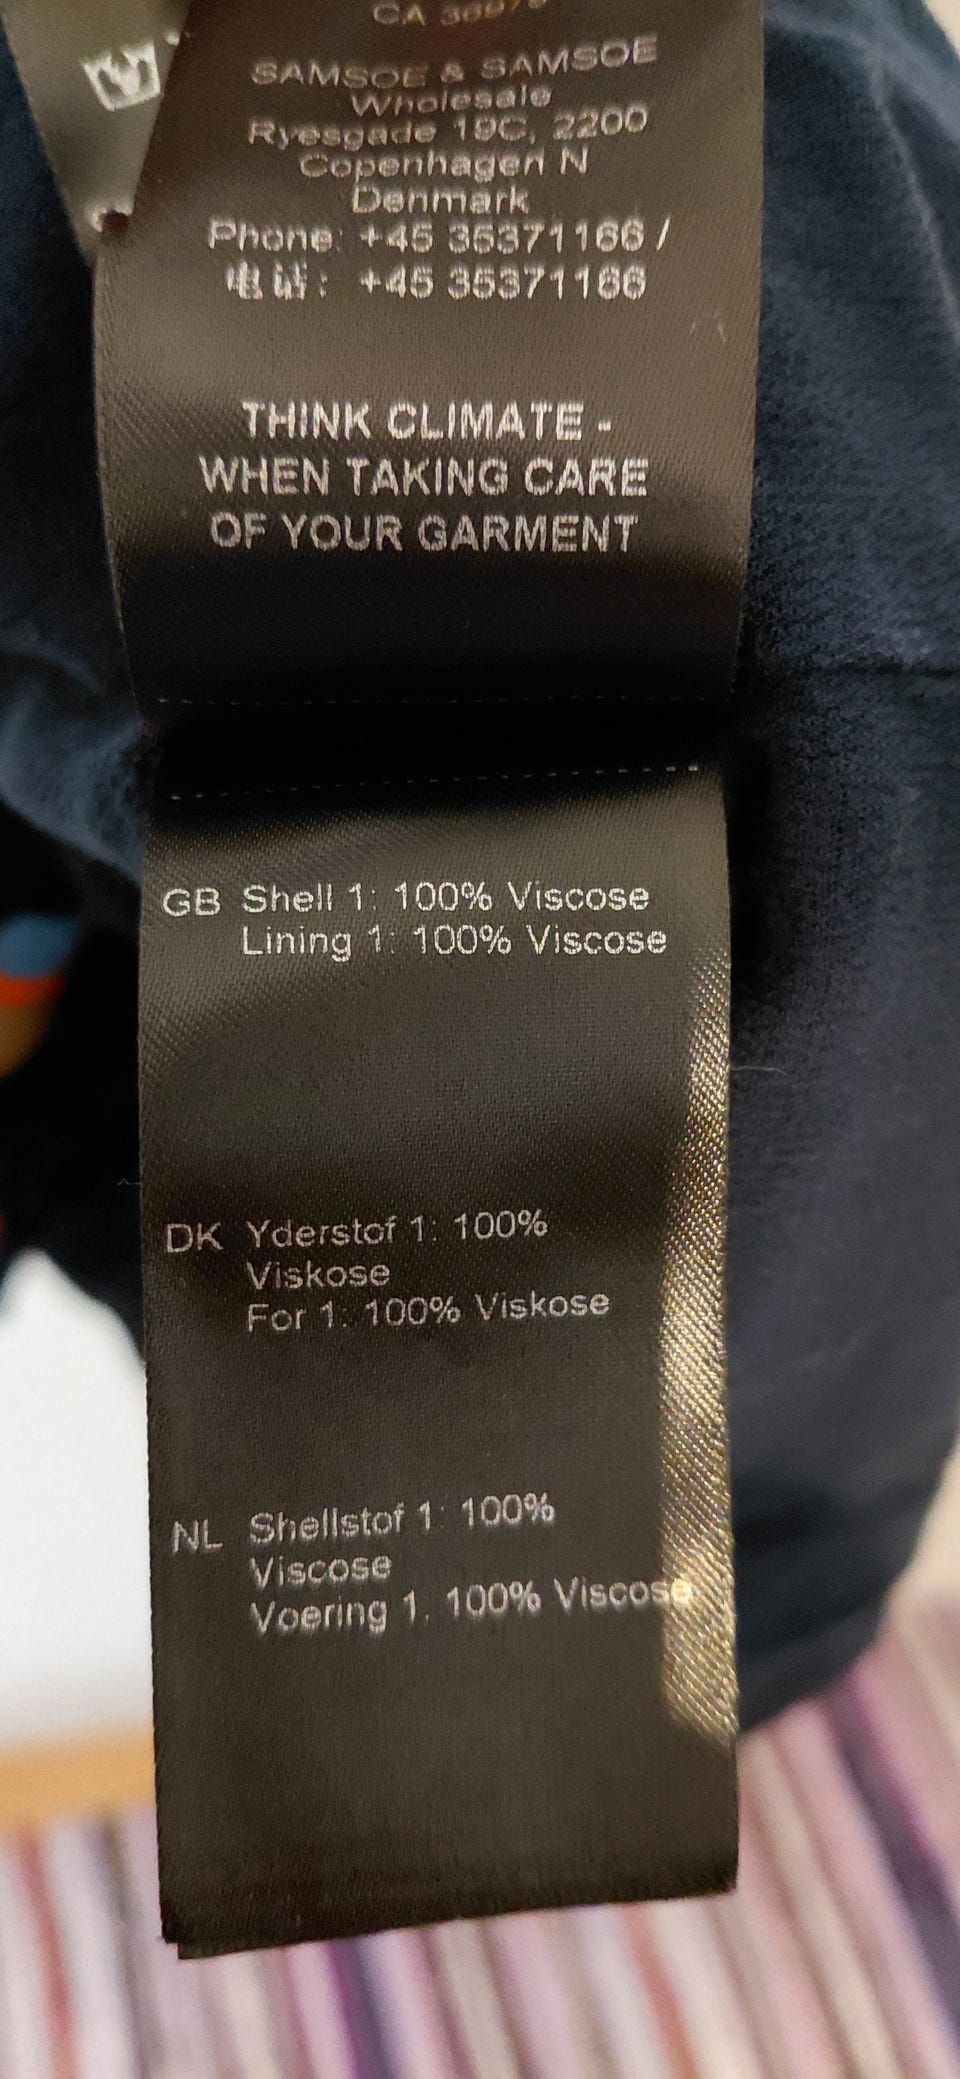 SAMSOE & SAMSOE
Wholesale
Ryesgade 19C, 2200
Copenhagen N
Denmark
Phone: +45 35371166 /
电话: +45 35371166
THINK CLIMATE -
WHEN TAKING CARE
OF YOUR GARMENT
GB Shell 1: 100% Viscose
Lining 1: 100% Viscose
DK Yderstof 1: 100%
Viskose
For 1: 100% Viskose
NL Shellstof 1: 100%
Viscose
Voering 1: 100% Viscose